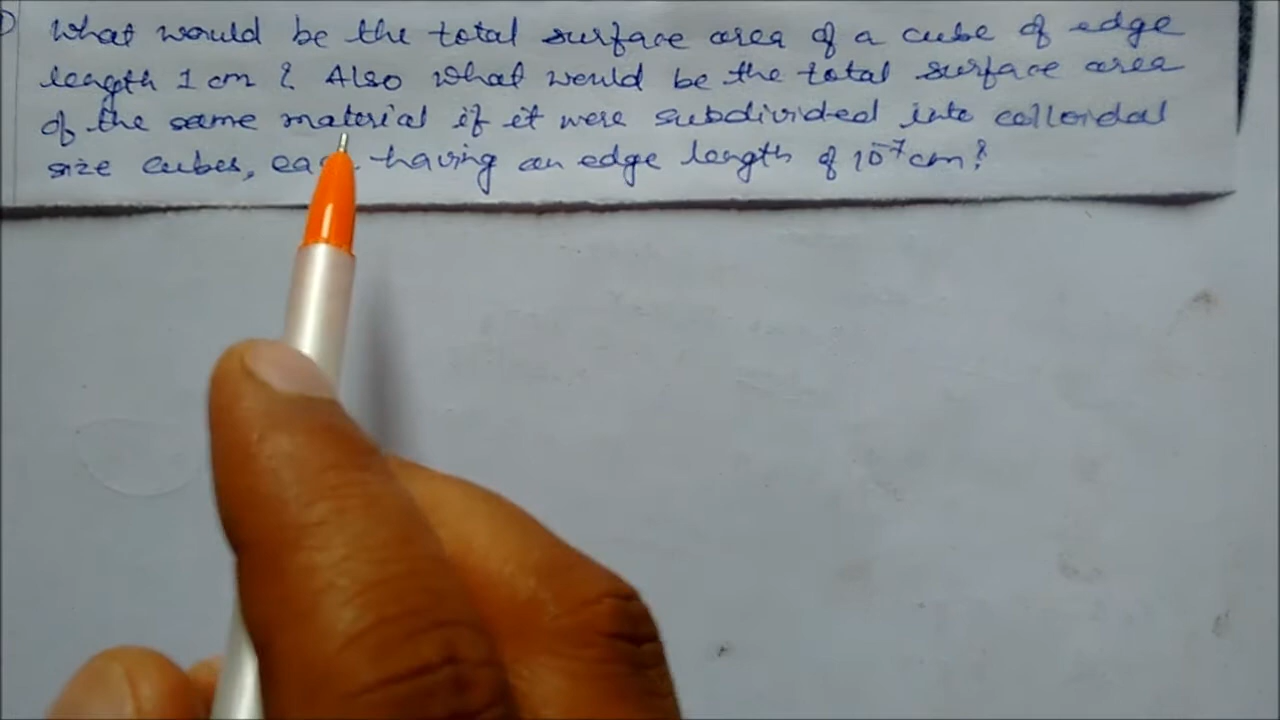 What would be the total surface area of a cube of edge
length 1 cm? Also what would be the total surface area
of the same material if it were subdivided into colloidal
size cubes, having an edge length of 10⁻⁷ cm?